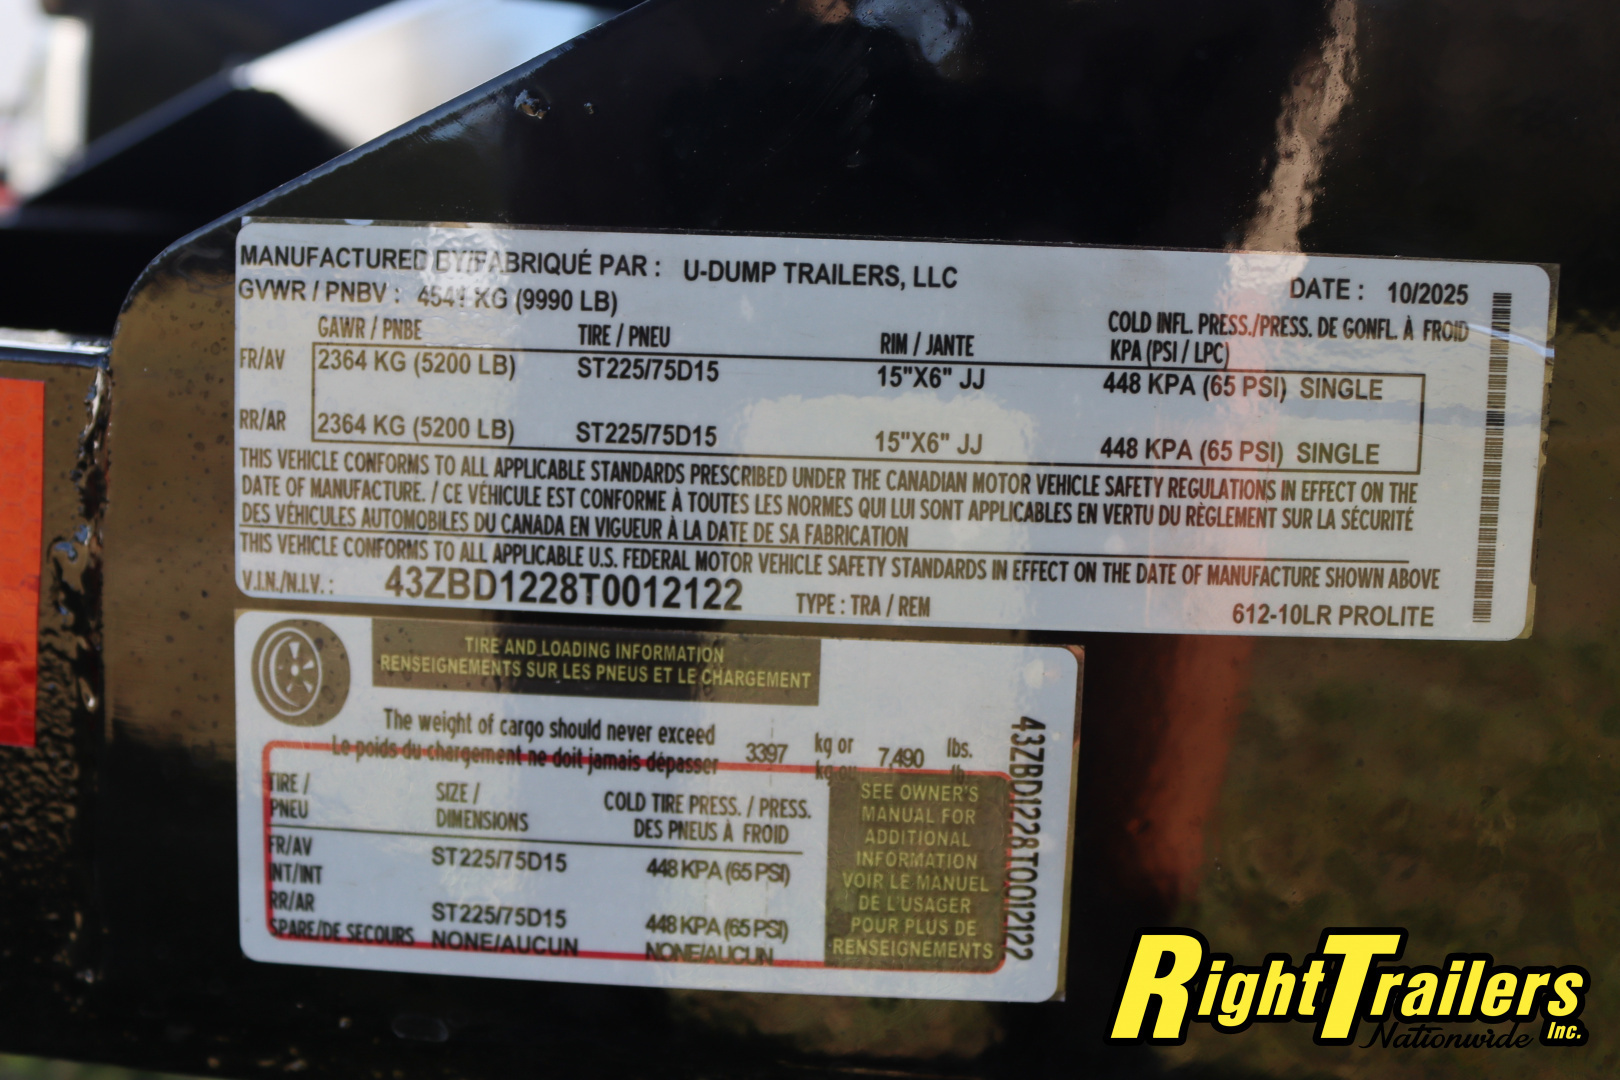 MANUFACTURED BY/FABRIQUÉ PAR : U-DUMP TRAILERS, LLC DATE : 10/2025
GVWR / PNBV : 4541 KG (9990 LB)
GAWR / PNBE TIRE / PNEU RIM / JANTE COLD INFL. PRESS./PRESS. DE GONFL. À FROID
KPA (PSI / LPC)
FR/AV 2364 KG (5200 LB) ST225/75D15 15"X6" JJ 448 KPA (65 PSI) SINGLE
RR/AR 2364 KG (5200 LB) ST225/75D15 15"X6" JJ 448 KPA (65 PSI) SINGLE
THIS VEHICLE CONFORMS TO ALL APPLICABLE STANDARDS PRESCRIBED UNDER THE CANADIAN MOTOR VEHICLE SAFETY REGULATIONS IN EFFECT ON THE
DATE OF MANUFACTURE. / CE VÉHICULE EST CONFORME À TOUTES LES NORMES QUI LUI SONT APPLICABLES EN VERTU DU RÈGLEMENT SUR LA SÉCURITÉ
DES VÉHICULES AUTOMOBILES DU CANADA EN VIGUEUR À LA DATE DE SA FABRICATION
THIS VEHICLE CONFORMS TO ALL APPLICABLE U.S. FEDERAL MOTOR VEHICLE SAFETY STANDARDS IN EFFECT ON THE DATE OF MANUFACTURE SHOWN ABOVE
V.I.N./N.I.V. : 43ZBD1228T0012122 TYPE : TRA / REM 612-10LR PROLITE
TIRE AND LOADING INFORMATION
RENSEIGNEMENTS SUR LES PNEUS ET LE CHARGEMENT
The weight of cargo should never exceed
Le poids du chargement ne doit jamais dépasser 3397 kg or 7,490 lbs.
kg ou lb.
TIRE / PNEU SIZE / DIMENSIONS COLD TIRE PRESS. / PRESS. DES PNEUS À FROID
FR/AV ST225/75D15 448 KPA (65 PSI)
INT/INT
RR/AR ST225/75D15 448 KPA (65 PSI)
SPARE/DE SECOURS NONE/AUCUN NONE/AUCUN
SEE OWNER'S
MANUAL FOR
ADDITIONAL
INFORMATION
VOIR LE MANUEL
DE L'USAGER
POUR PLUS DE
RENSEIGNEMENTS
43ZBD1228T0012122
RightTrailers
Nationwide Inc.